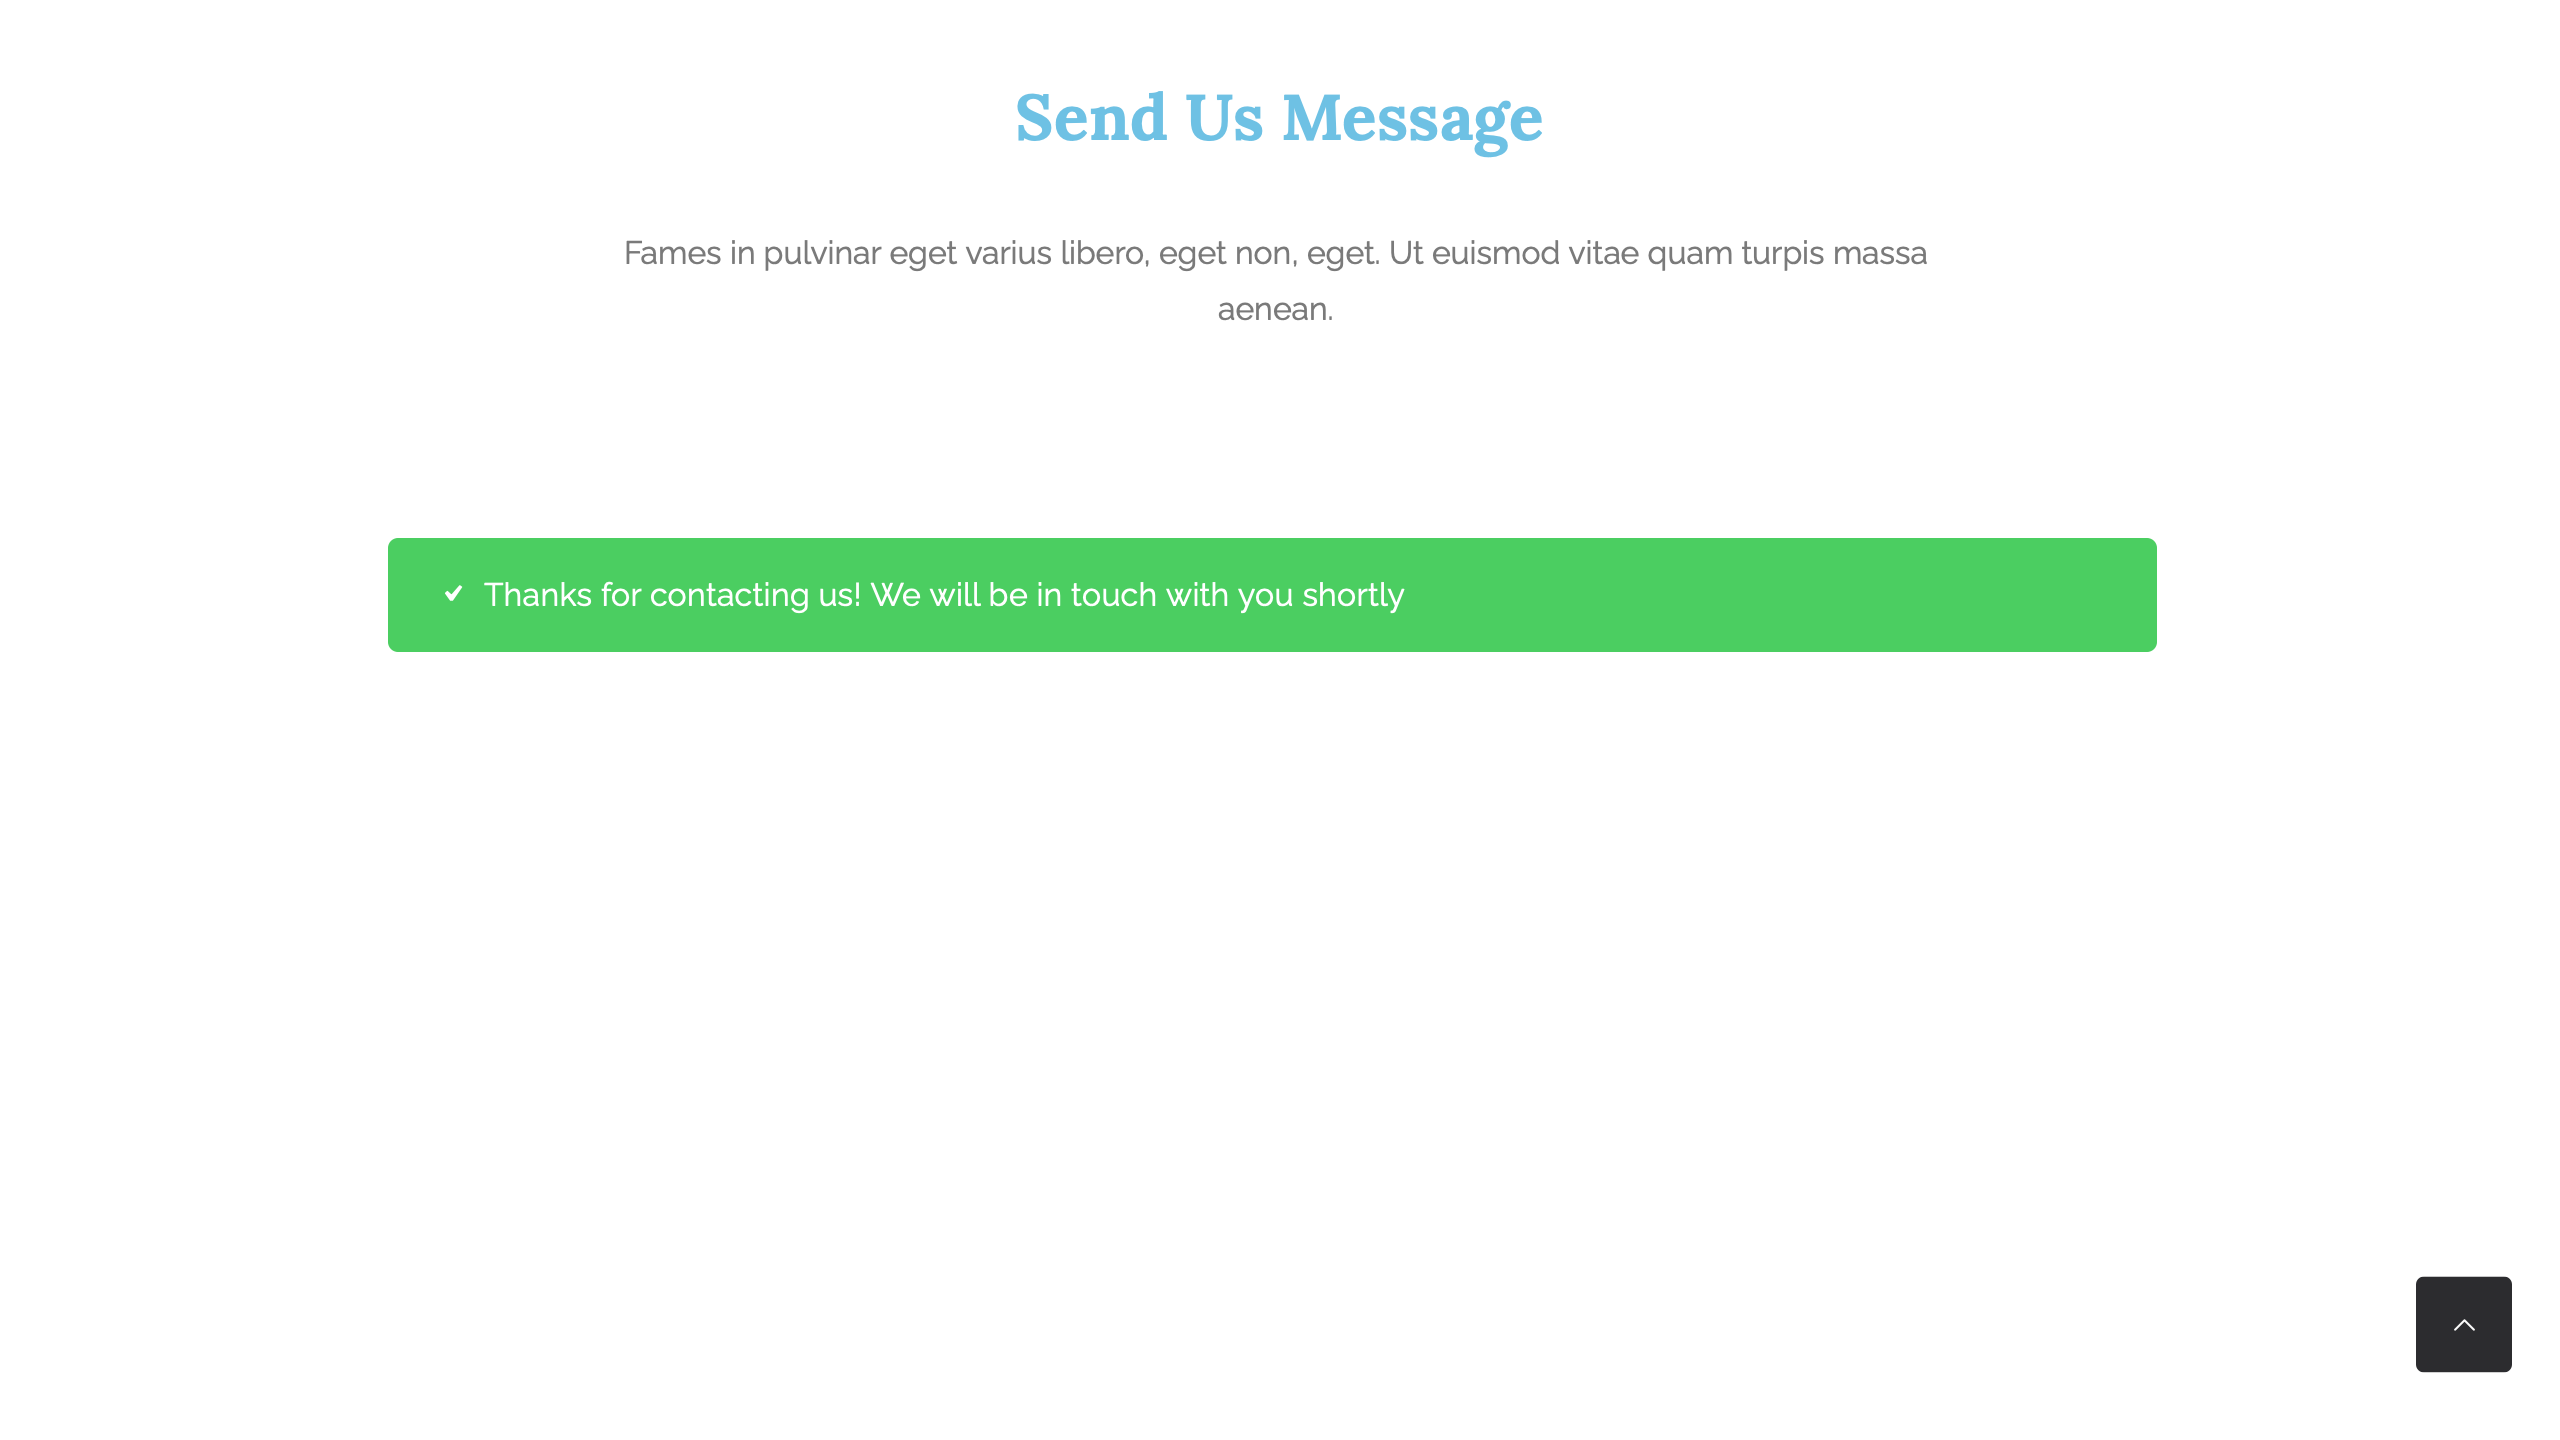 Send Us Message
Fames in pulvinar eget varius libero, eget non, eget. Ut euismod vitae quam turpis massa
aenean.
Thanks for contacting us! We will be in touch with you shortly